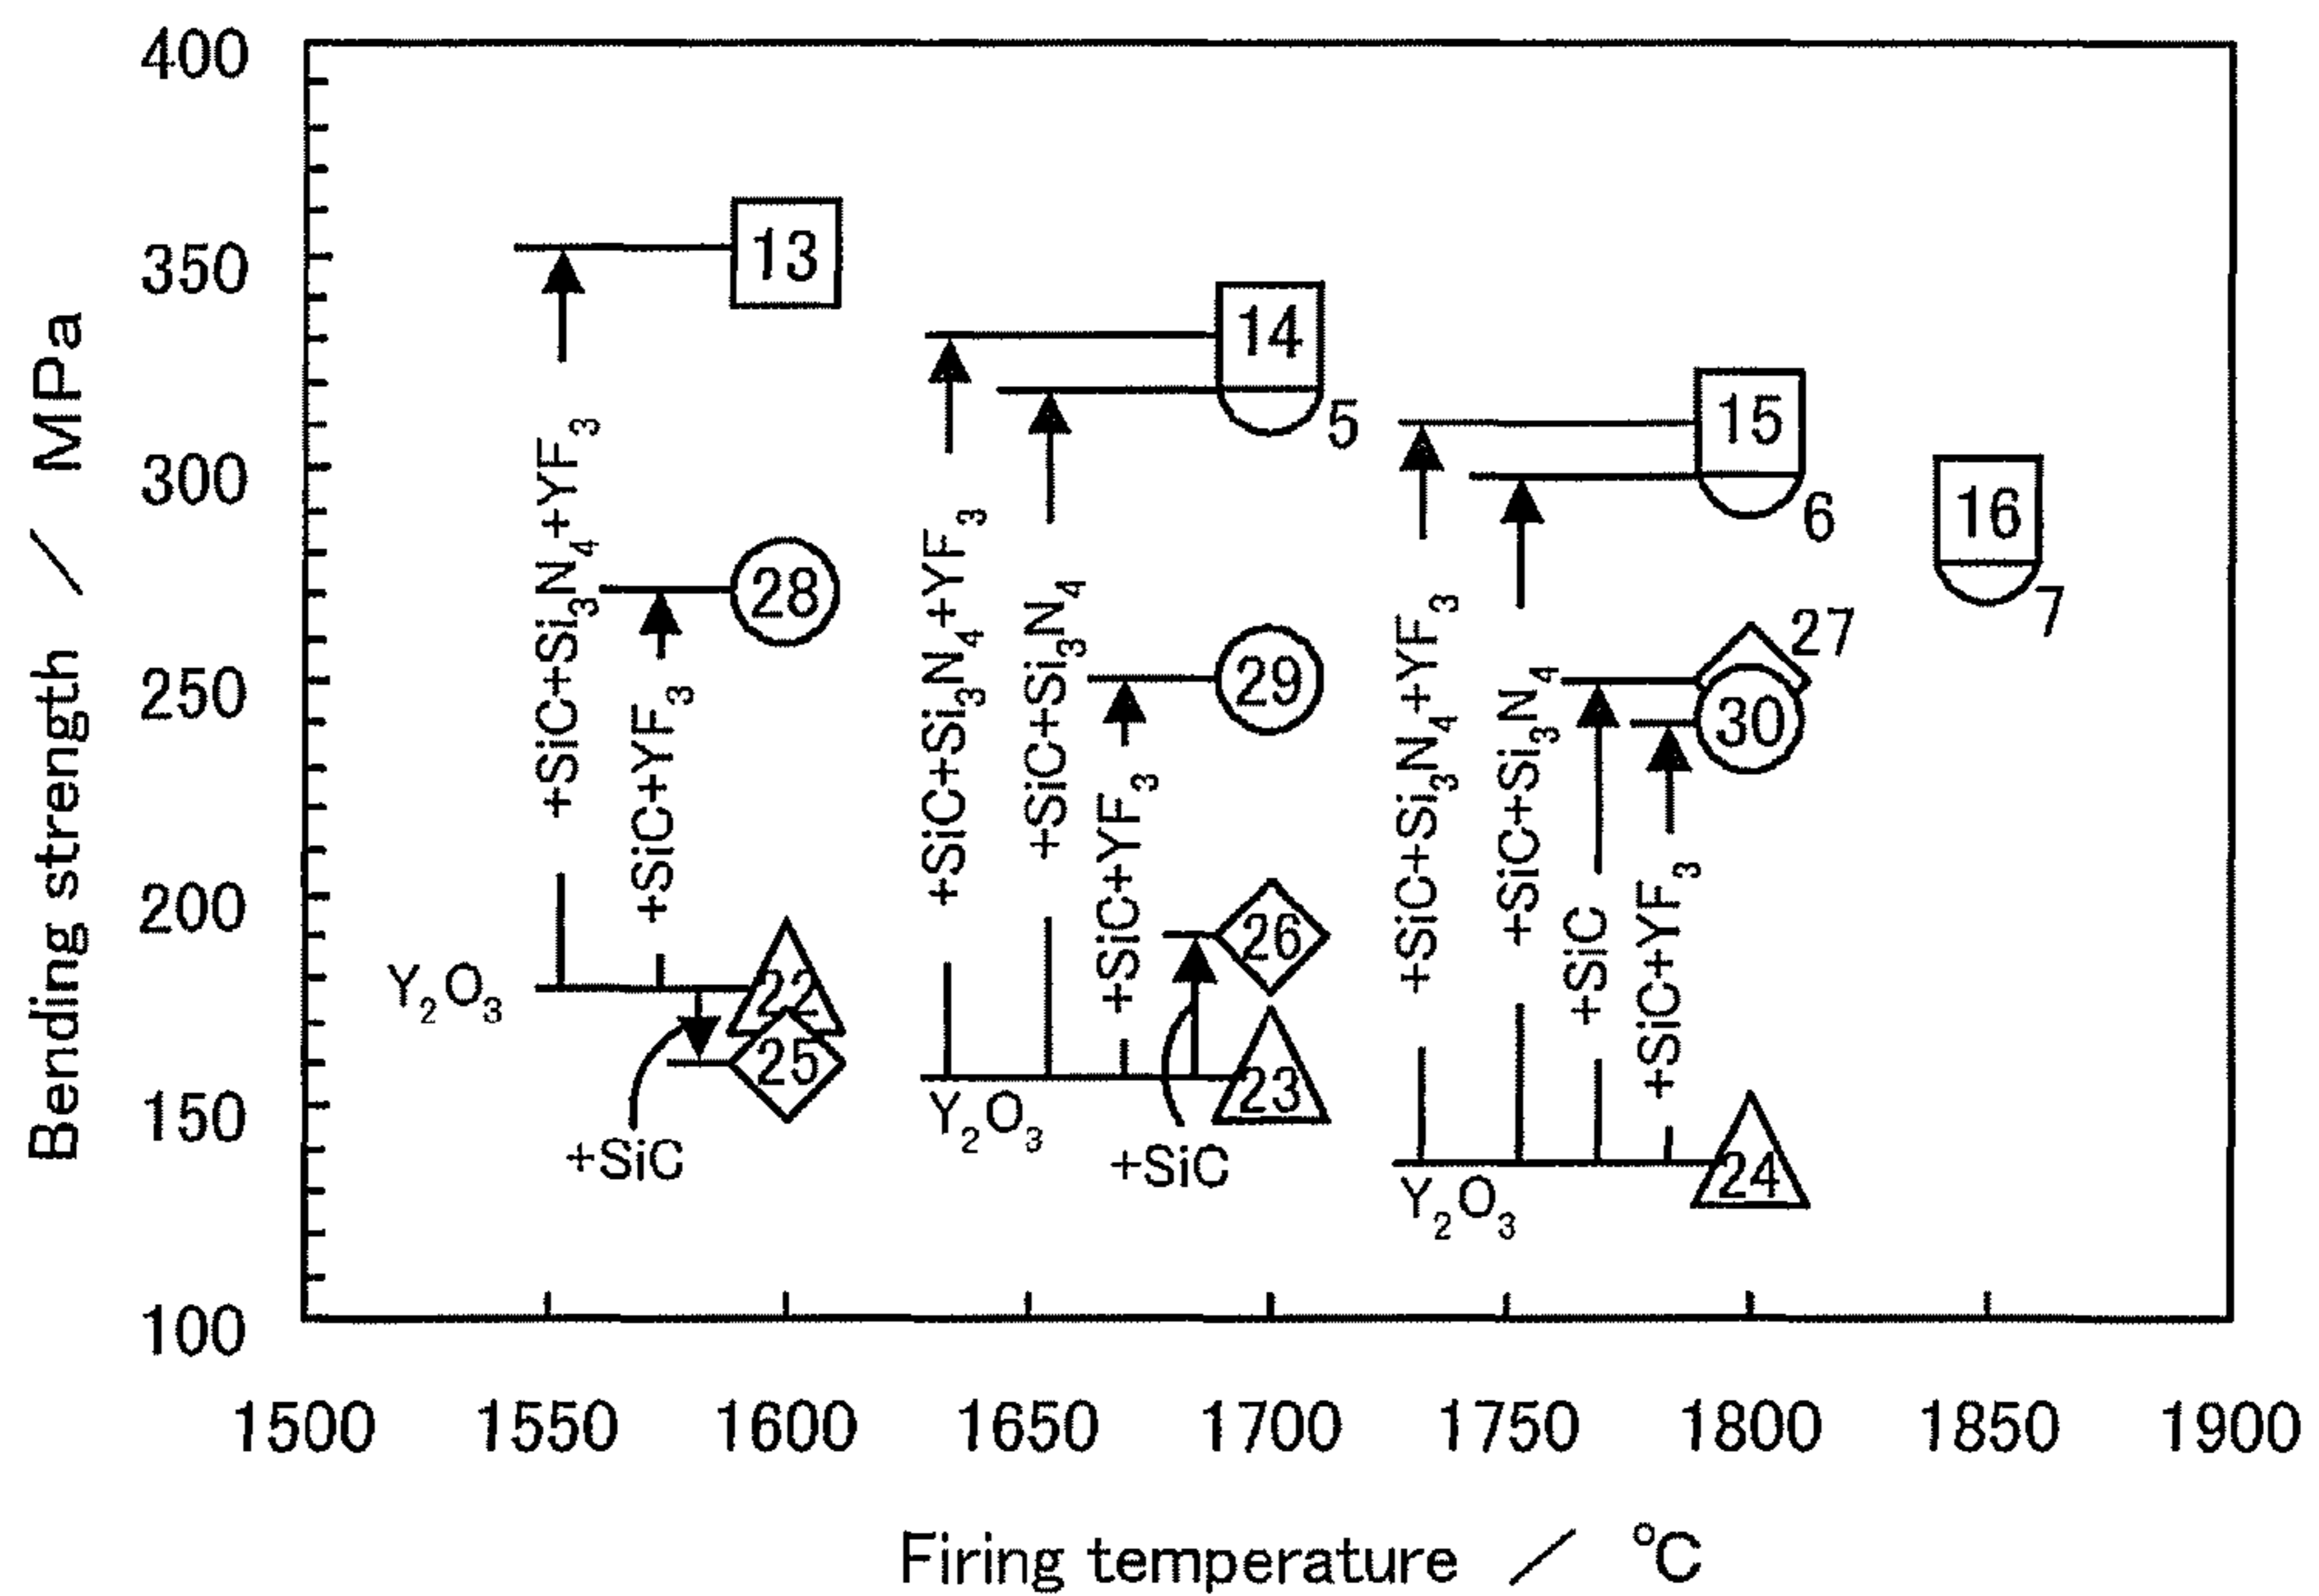 Bending strength / MPa
400
350
300
250
200
150
100
1500
1550
1600
1650
1700
1750
1800
1850
1900
Firing temperature / °C
13
28
22
25
14
5
29
26
23
15
6
27
30
24
16
7
+SiC+Si₃N₄+YF₃
+SiC+YF₃
Y₂O₃
+SiC
+SiC+Si₃N₄+YF₃
+SiC+Si₃N₄
+SiC+YF₃
Y₂O₃
+SiC
+SiC+Si₃N₄+YF₃
+SiC+Si₃N₄
+SiC
+SiC+YF₃
Y₂O₃